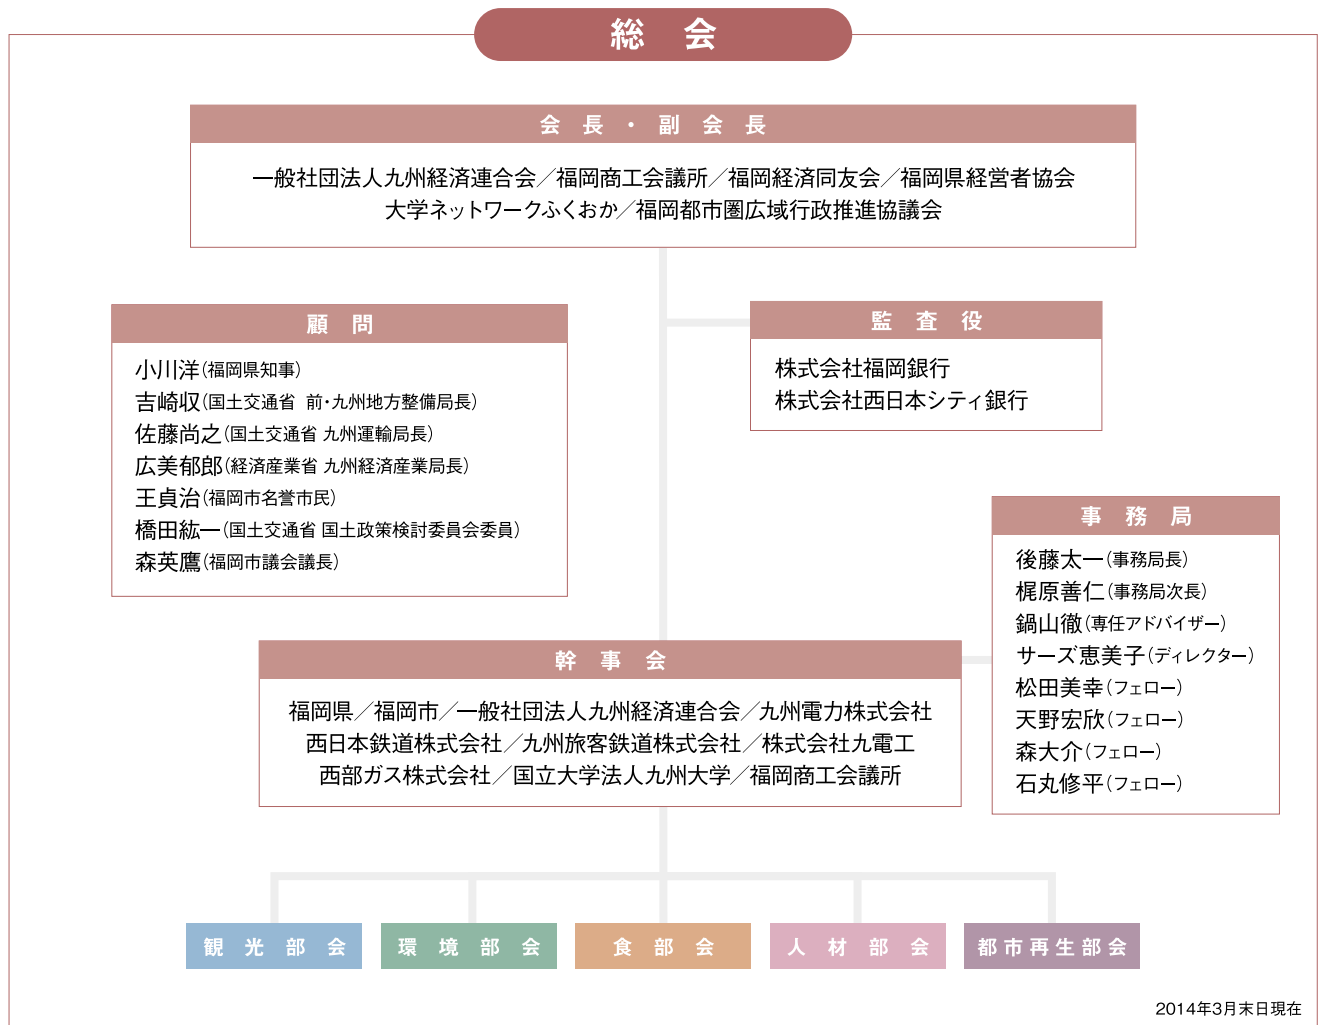 総会
会長・副会長
一般社団法人九州経済連合会／福岡商工会議所／福岡経済同友会／福岡県経営者協会
大学ネットワークふくおか／福岡都市圏広域行政推進協議会
顧問
小川洋（福岡県知事）
吉崎収（国土交通省 前・九州地方整備局長）
佐藤尚之（国土交通省 九州運輸局長）
広美郁郎（経済産業省 九州経済産業局長）
王貞治（福岡市名誉市民）
橋田紘一（国土交通省 国土政策検討委員会委員）
森英鷹（福岡市議会議長）
監査役
株式会社福岡銀行
株式会社西日本シティ銀行
事務局
後藤太一（事務局長）
梶原善仁（事務局次長）
鍋山徹（専任アドバイザー）
サーズ恵美子（ディレクター）
松田美幸（フェロー）
天野宏欣（フェロー）
森大介（フェロー）
石丸修平（フェロー）
幹事会
福岡県／福岡市／一般社団法人九州経済連合会／九州電力株式会社
西日本鉄道株式会社／九州旅客鉄道株式会社／株式会社九電工
西部ガス株式会社／国立大学法人九州大学／福岡商工会議所
観光部会
環境部会
食部会
人材部会
都市再生部会
2014年3月末日現在